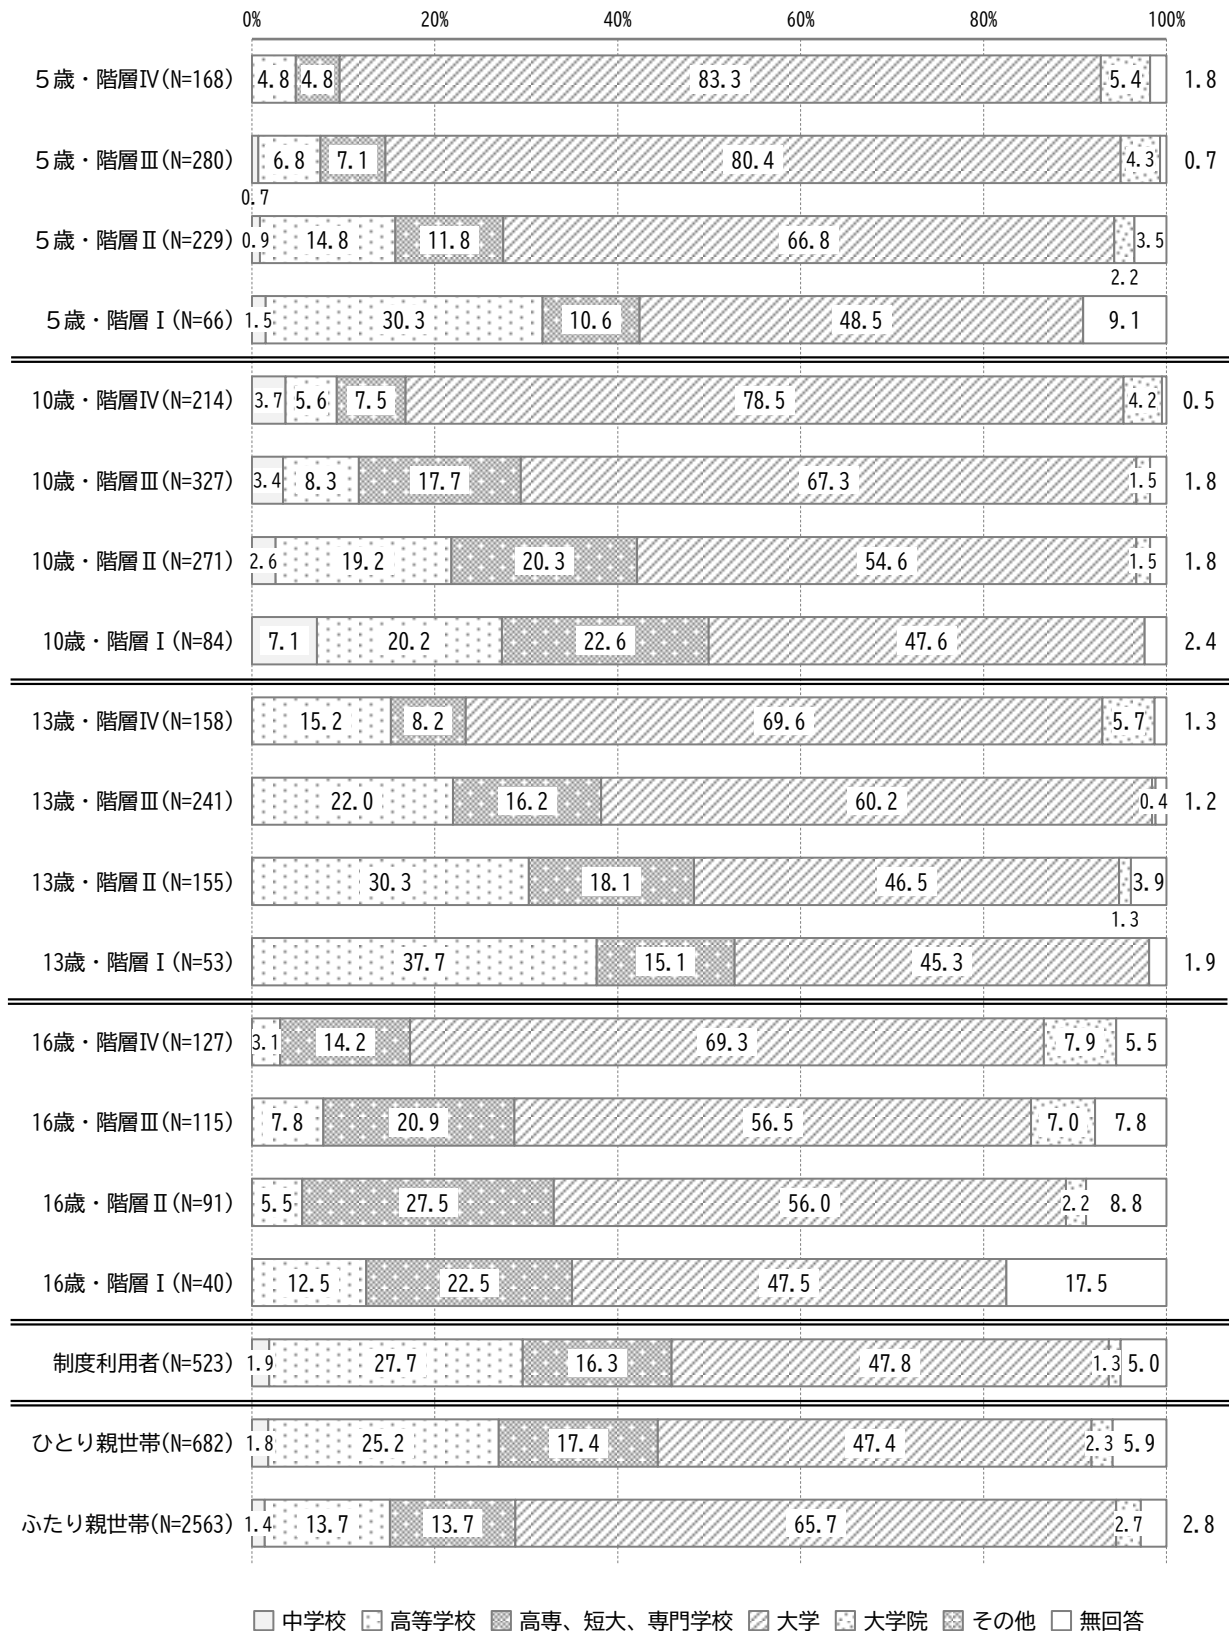 0% 20% 40% 60% 80% 100%
５歳・階層Ⅳ(N=168) 4.8 4.8 83.3 5.4 1.8
５歳・階層Ⅲ(N=280) 6.8 7.1 80.4 4.3 0.7
0.7
５歳・階層Ⅱ(N=229) 0.9 14.8 11.8 66.8 3.5
2.2
５歳・階層Ⅰ(N=66) 1.5 30.3 10.6 48.5 9.1
10歳・階層Ⅳ(N=214) 3.7 5.6 7.5 78.5 4.2 0.5
10歳・階層Ⅲ(N=327) 3.4 8.3 17.7 67.3 1.5 1.8
10歳・階層Ⅱ(N=271) 2.6 19.2 20.3 54.6 1.5 1.8
10歳・階層Ⅰ(N=84) 7.1 20.2 22.6 47.6 2.4
13歳・階層Ⅳ(N=158) 15.2 8.2 69.6 5.7 1.3
13歳・階層Ⅲ(N=241) 22.0 16.2 60.2 0.4 1.2
13歳・階層Ⅱ(N=155) 30.3 18.1 46.5 3.9
1.3
13歳・階層Ⅰ(N=53) 37.7 15.1 45.3 1.9
16歳・階層Ⅳ(N=127) 3.1 14.2 69.3 7.9 5.5
16歳・階層Ⅲ(N=115) 7.8 20.9 56.5 7.0 7.8
16歳・階層Ⅱ(N=91) 5.5 27.5 56.0 2.2 8.8
16歳・階層Ⅰ(N=40) 12.5 22.5 47.5 17.5
制度利用者(N=523) 1.9 27.7 16.3 47.8 1.3 5.0
ひとり親世帯(N=682) 1.8 25.2 17.4 47.4 2.3 5.9
ふたり親世帯(N=2563) 1.4 13.7 13.7 65.7 2.7 2.8
中学校 高等学校 高専、短大、専門学校 大学 大学院 その他 無回答